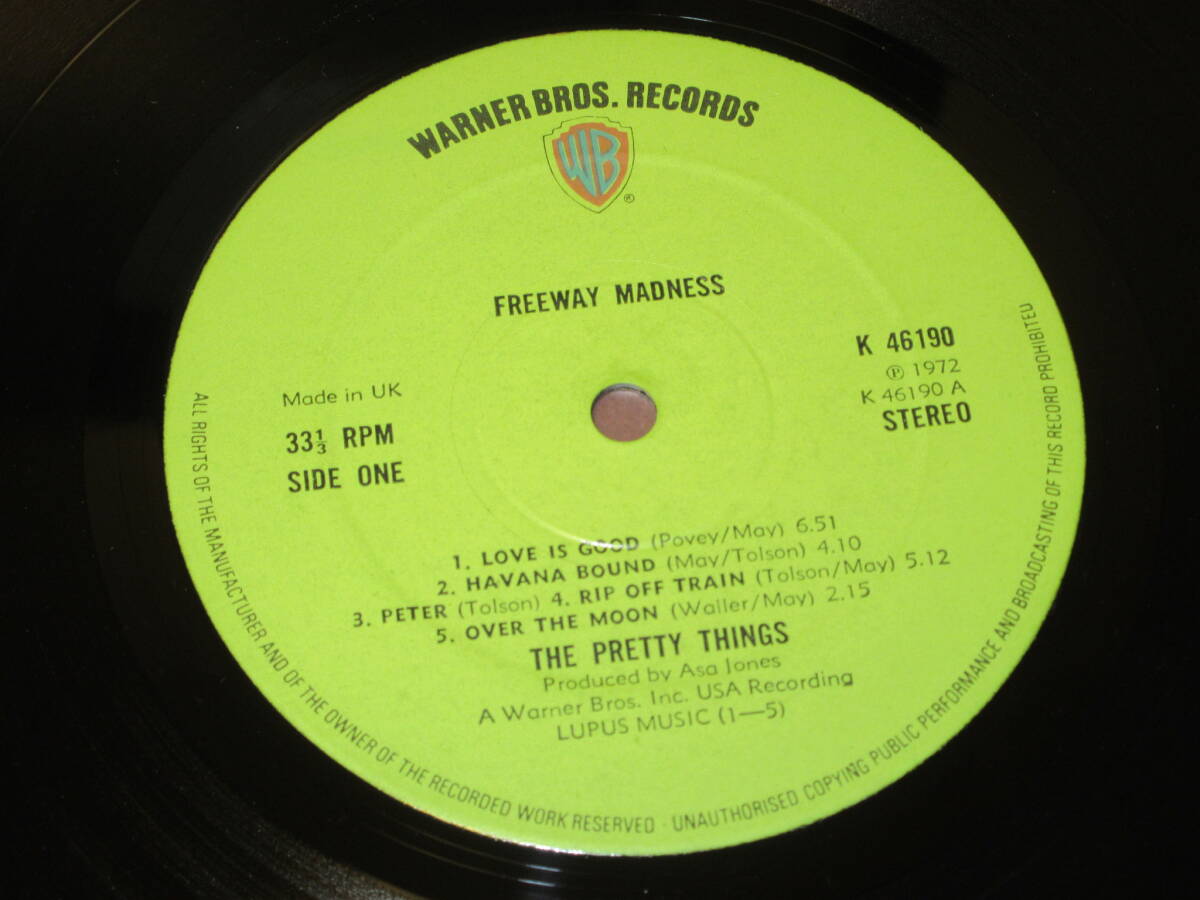 WARNER BROS. RECORDS
WB
®
FREEWAY MADNESS
Made in UK
33⅓ RPM
SIDE ONE
K 46190
Ⓟ 1972
K 46190 A
STEREO
1. LOVE IS GOOD (Povey/May) 6.51
2. HAVANA BOUND (May/Tolson) 4.10
3. PETER (Tolson) 4. RIP OFF TRAIN (Tolson/May) 5.12
5. OVER THE MOON (Waller/May) 2.15
THE PRETTY THINGS
Produced by Asa Jones
A Warner Bros. Inc. USA Recording
LUPUS MUSIC (1—5)
ALL RIGHTS OF THE MANUFACTURER AND OF THE OWNER OF THE RECORDED WORK RESERVED · UNAUTHORISED COPYING PUBLIC PERFORMANCE AND BROADCASTING OF THIS RECORD PROHIBITED